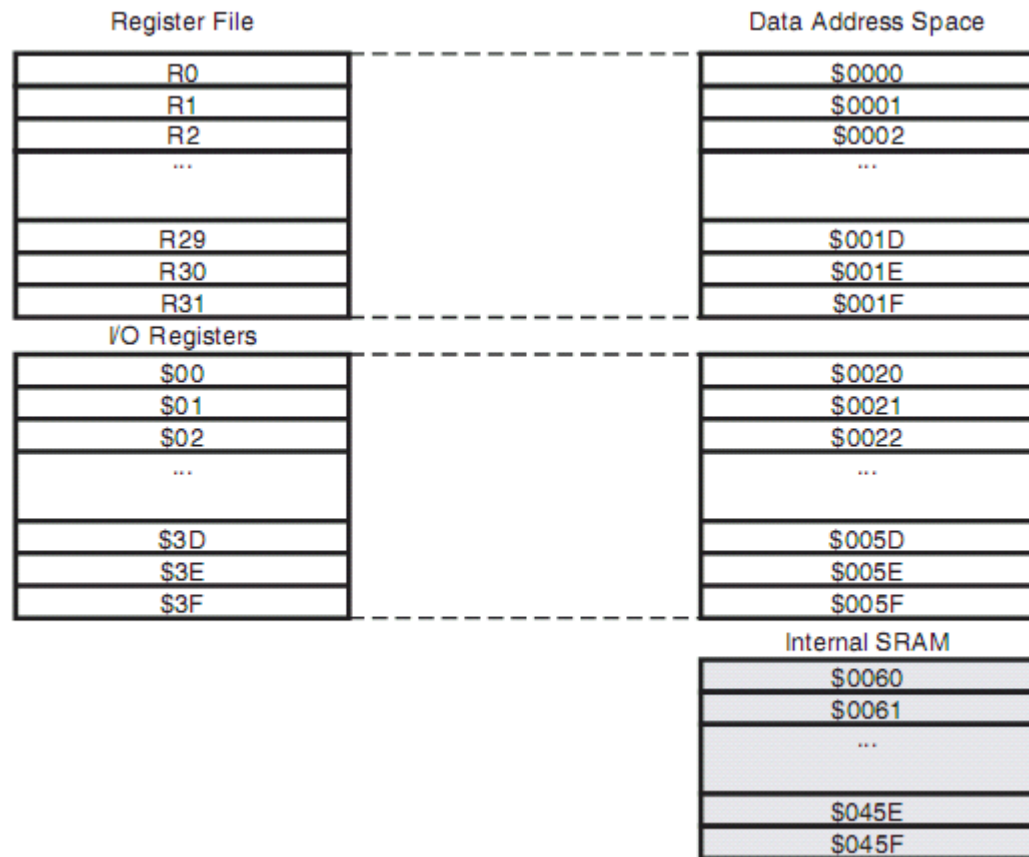 Register File
R0
R1
R2
...
R29
R30
R31
I/O Registers
$00
$01
$02
...
$3D
$3E
$3F
Data Address Space
$0000
$0001
$0002
...
$001D
$001E
$001F
$0020
$0021
$0022
...
$005D
$005E
$005F
Internal SRAM
$0060
$0061
...
$045E
$045F